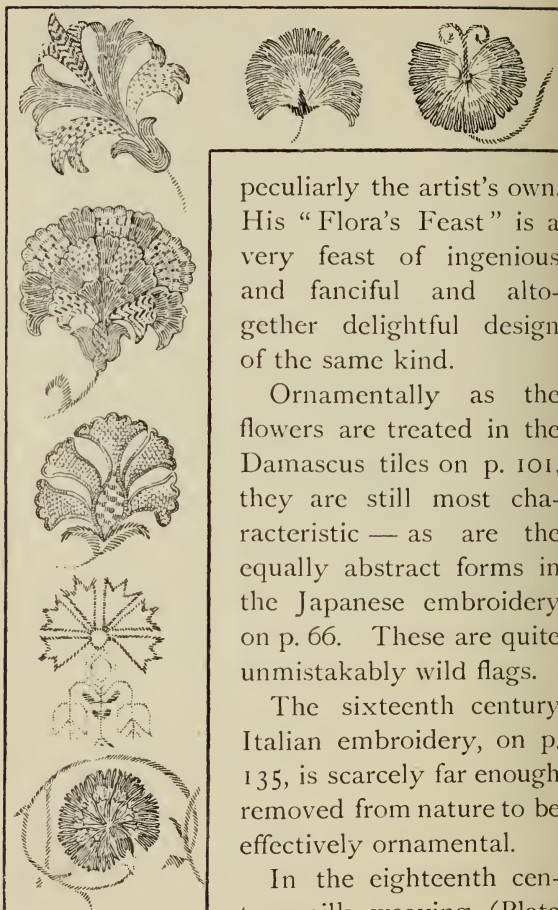 peculiarly the artist's own.
His “Flora's Feast” is a
very feast of ingenious
and fanciful and alto-
gether delightful design
of the same kind.
Ornamentally as the
flowers are treated in the
Damascus tiles on p. 101,
they are still most cha-
racteristic — as are the
equally abstract forms in
the Japanese embroidery
on p. 66. These are quite
unmistakably wild flags.
The sixteenth century
Italian embroidery, on p.
135, is scarcely far enough
removed from nature to be
effectively ornamental.
In the eighteenth cen-